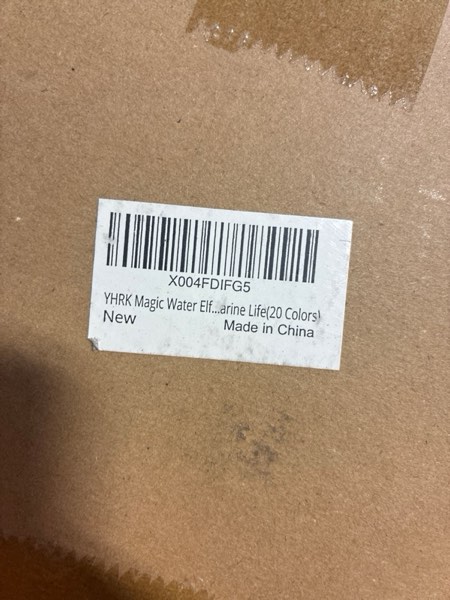 X004FDIFG5
YHRK Magic Water Elf...arine Life(20 Colors)
New
Made in China